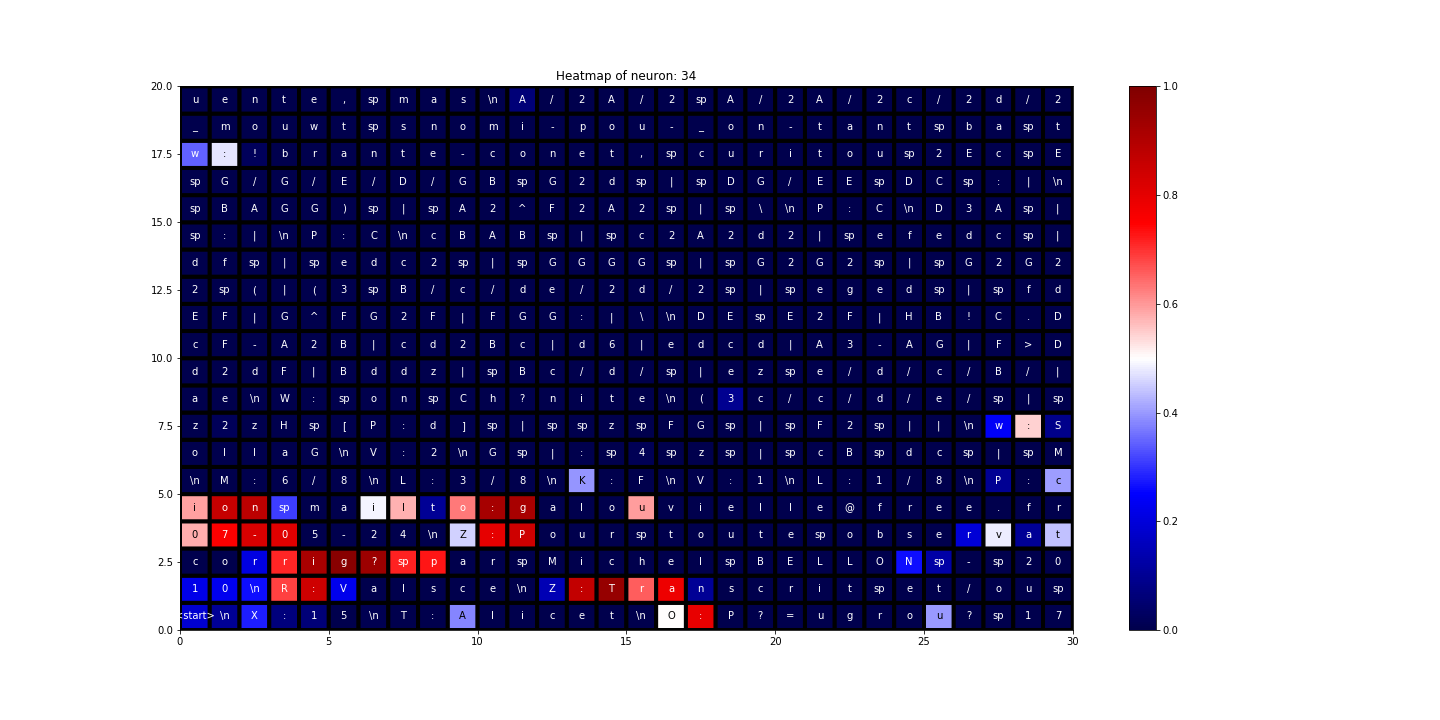 Heatmap of neuron: 34
20.0 u e n t e , sp m a s \n A / 2 A / 2 sp A / 2 A / 2 c / 2 d / 2 1.0
_ m o u w t sp s n o m i - p o u - _ o n - t a n t sp b a sp t
17.5 w : ! b r a n t e - c o n e t , sp c u r i t o u sp 2 E c sp E
sp G / G / E / D / G B sp G 2 d sp | sp D G / E E sp D C sp : | \n 0.8
15.0 sp B A G G ) sp | sp A 2 ^ F 2 A 2 sp | sp \ \n P : C \n D 3 A sp |
sp : | \n P : C \n c B A B sp | sp c 2 A 2 d 2 | sp e f e d c sp |
d f sp | sp e d c 2 sp | sp G G G G sp | sp G 2 G 2 sp | sp G 2 G 2
12.5 2 sp ( | ( 3 sp B / c / d e / 2 d / 2 sp | sp e g e d sp | sp f d 0.6
E F | G ^ F G 2 F | F G G : | \ \n D E sp E 2 F | H B ! C . D
10.0 c F - A 2 B | c d 2 B c | d 6 | e d c d | A 3 - A G | F > D
d 2 d F | B d d z | sp B c / d / sp | e z sp e / d / c / B / |
a e \n W : sp o n sp C h ? n i t e \n ( 3 c / c / d / e / sp | sp 0.4
7.5 z 2 z H sp [ P : d ] sp | sp sp z sp F G sp | sp F 2 sp | | \n w : S
o l l a G \n V : 2 \n G sp | : sp 4 sp z sp | sp c B sp d c sp | sp M
\n M : 6 / 8 \n L : 3 / 8 \n K : F \n V : 1 \n L : 1 / 8 \n P : c
5.0 i o n sp m a i l t o : g a l o u v i e l l e @ f r e e . f r 0.2
0 7 - 0 5 - 2 4 \n Z : P o u r sp t o u t e sp o b s e r v a t
2.5 c o r r i g ? sp p a r sp M i c h e l sp B E L L O N sp - sp 2 0
1 0 \n R : V a l s c e \n Z : T r a n s c r i t sp e t / o u sp
0.0 <start> \n X : 1 5 \n T : A l i c e t \n O : P ? = u g r o u ? sp 1 7 0.0
0 5 10 15 20 25 30